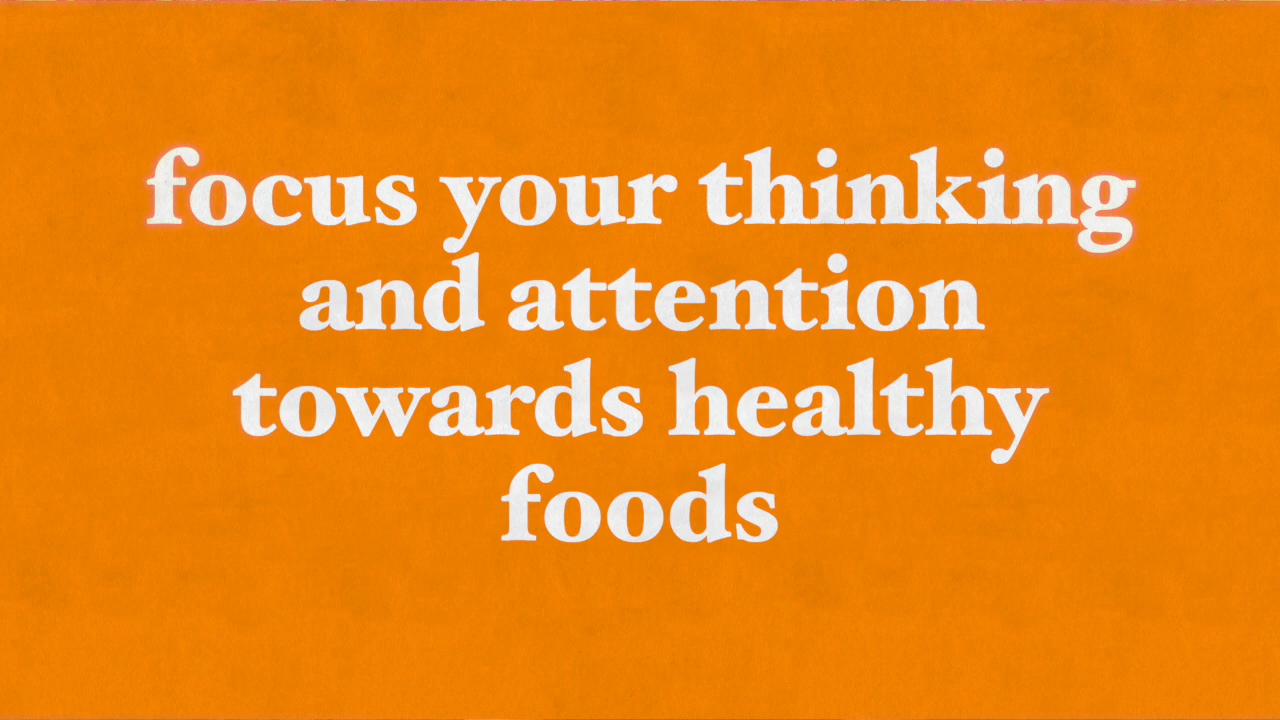 focus your thinking
and attention
towards healthy
foods